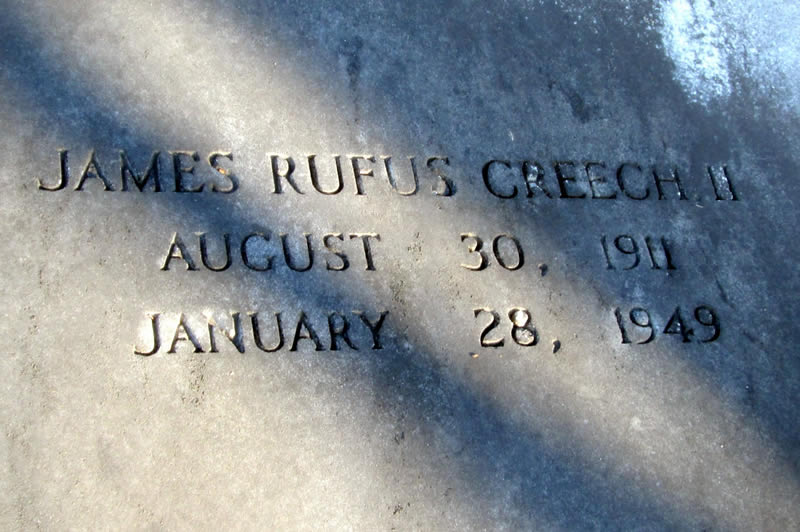 JAMES RUFUS CREECH, II
AUGUST 30, 1911
JANUARY 28, 1949